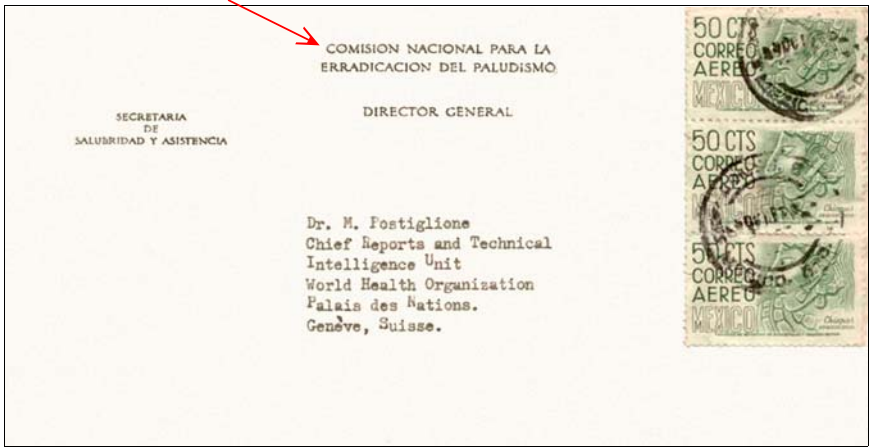 COMISION NACIONAL PARA LA
ERRADICACION DEL PALUDISMO
DIRECTOR GENERAL
SECRETARIA
DE
SALUBRIDAD Y ASISTENCIA
Dr. M. Postiglione
Chief Reports and Technical
Intelligence Unit
World Health Organization
Palais des Nations.
Genève, Suisse.
50 CTS
CORREO
AEREO
MEXICO
50 CTS
CORREO
AEREO
Chiapas
50 CTS
CORREO
AEREO
MEXICO
Chiapas